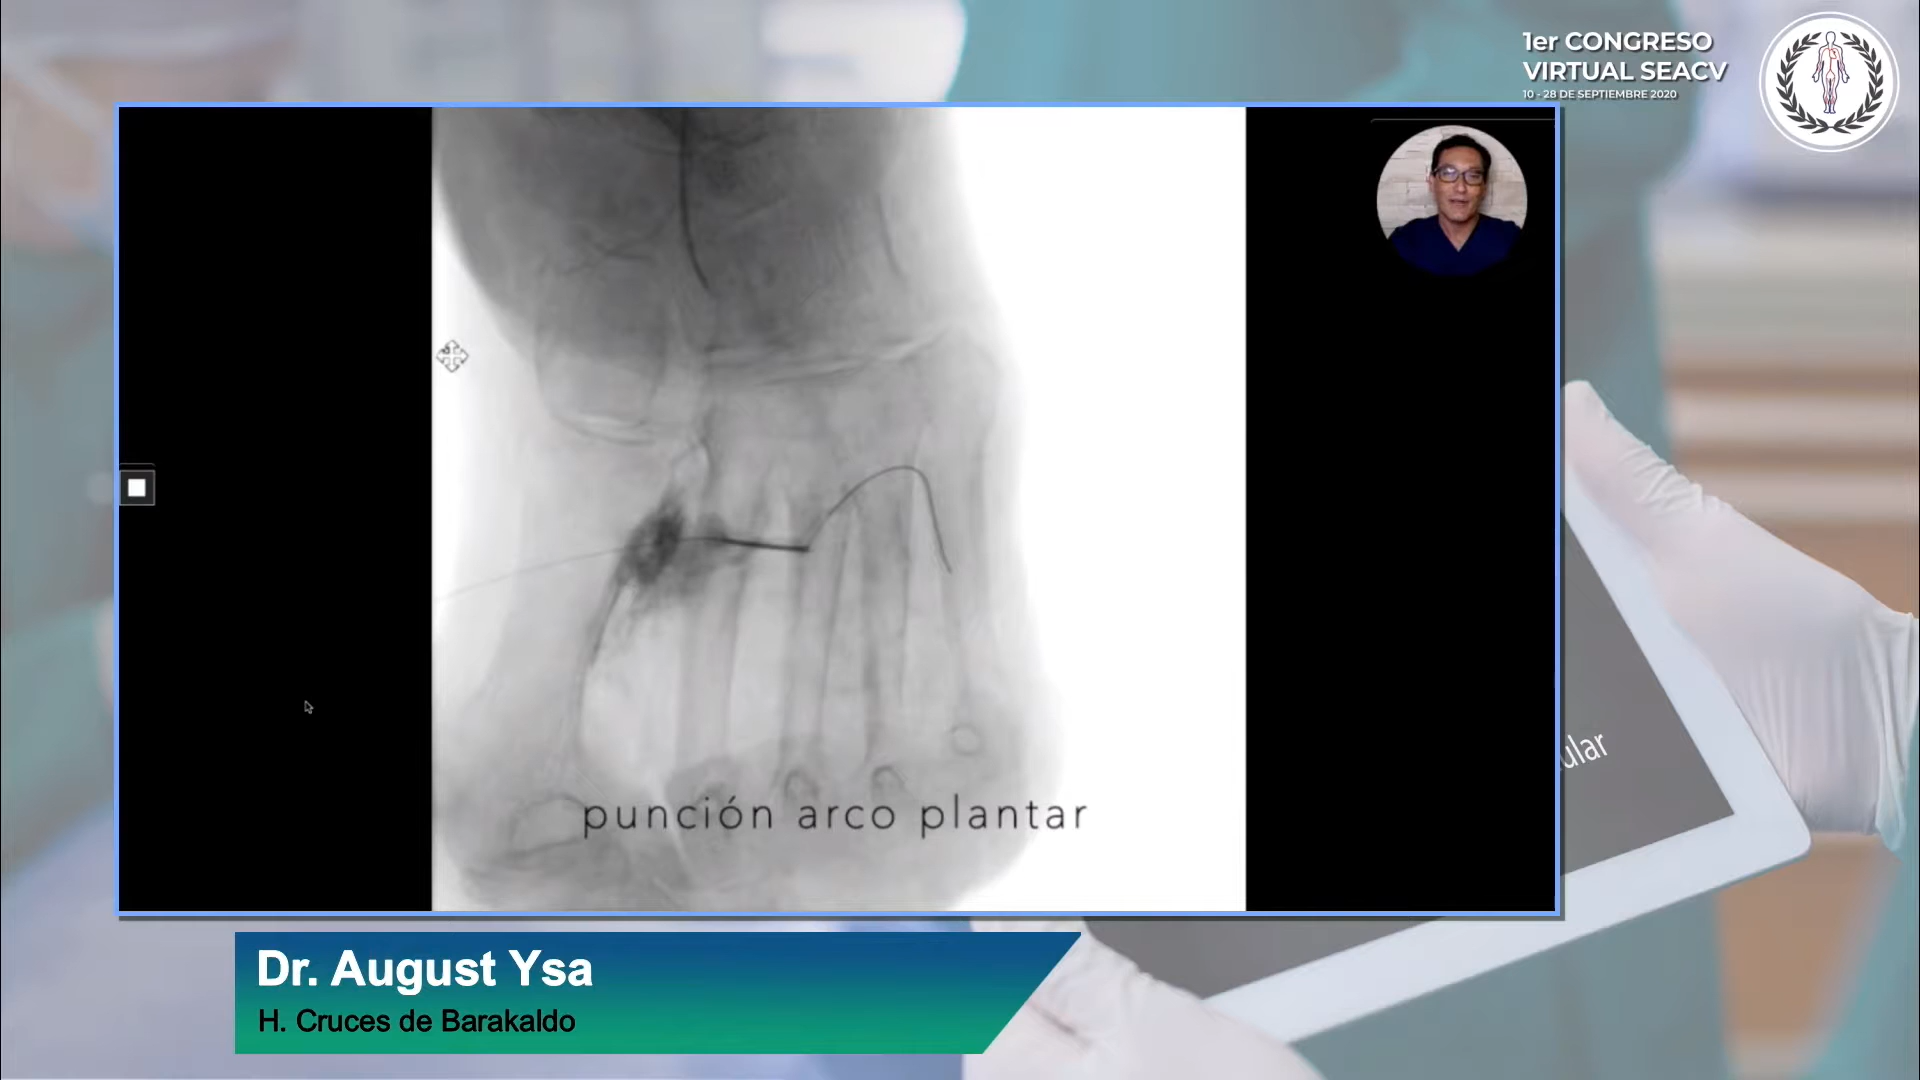 1er CONGRESO
VIRTUAL SEACV
10 - 28 DE SEPTIEMBRE 2020
punción arco plantar
ular
Dr. August Ysa
H. Cruces de Barakaldo